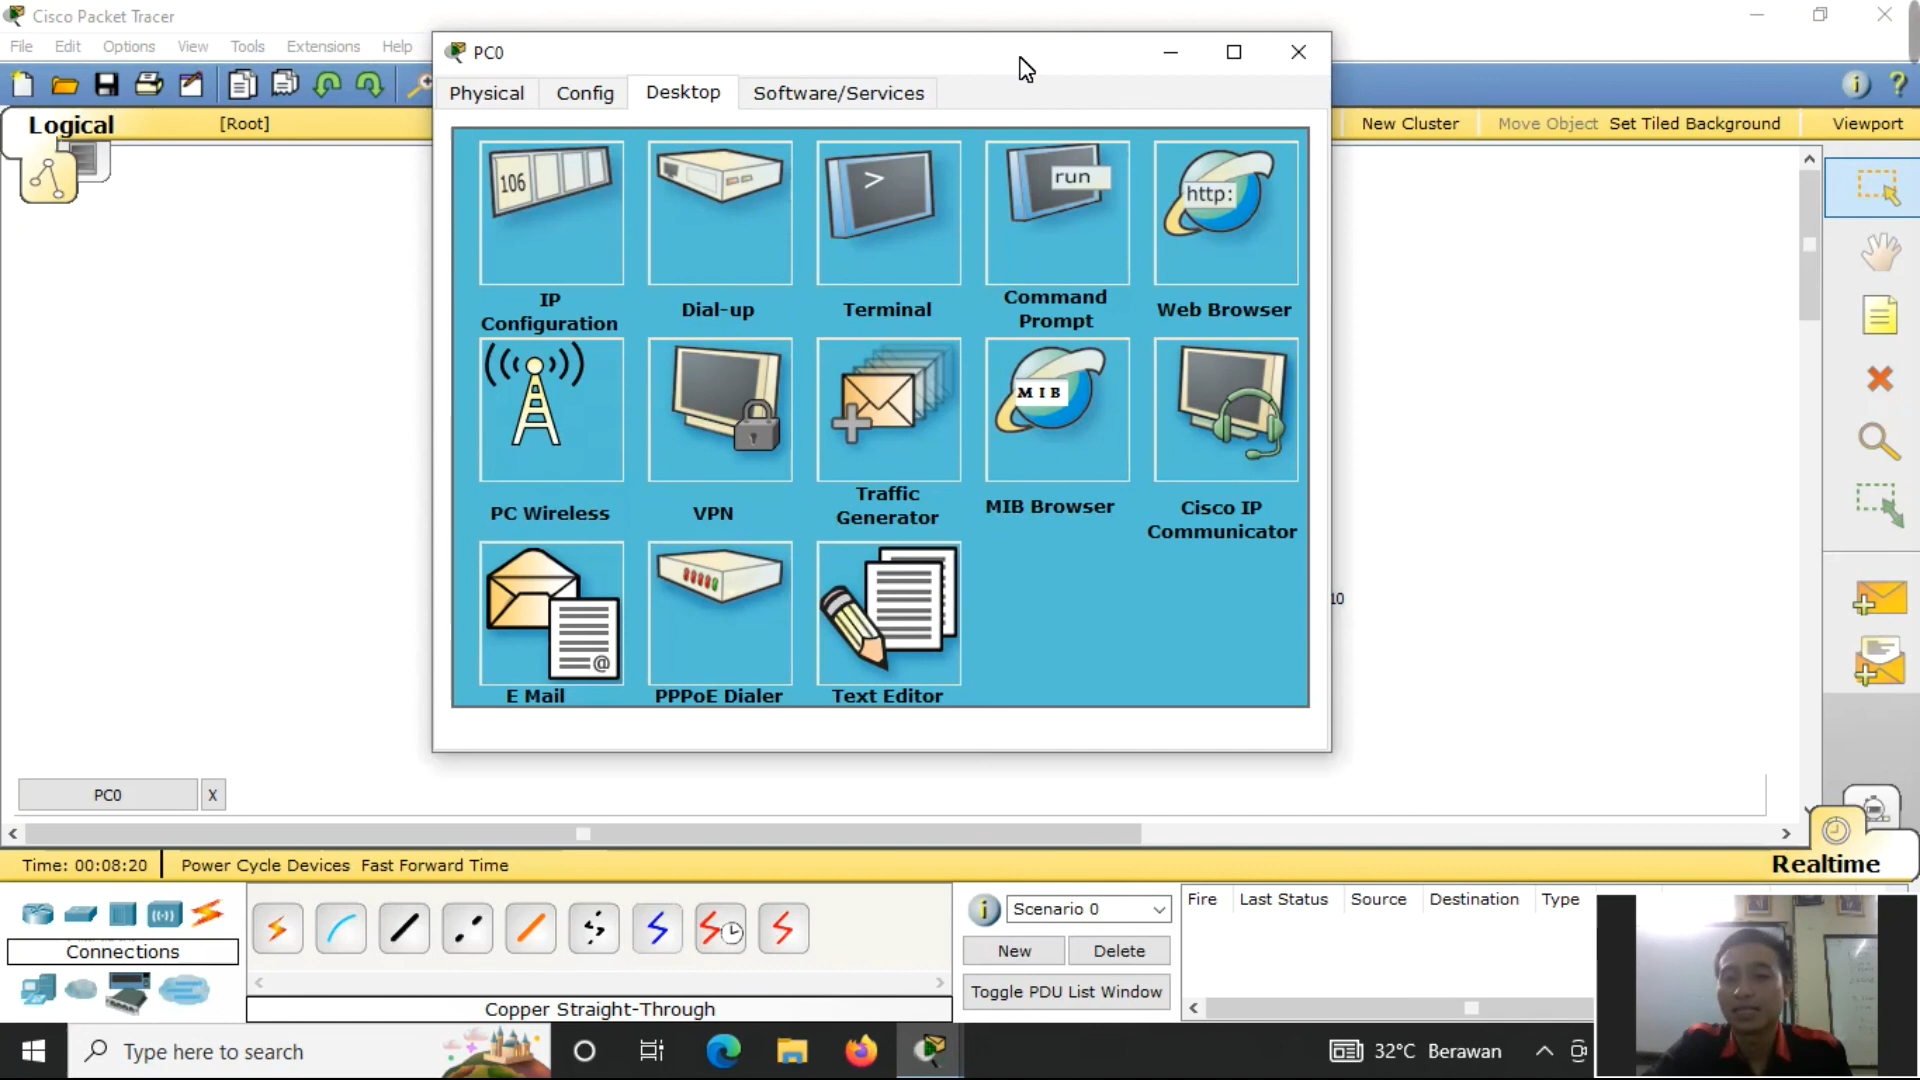 Cisco Packet Tracer
File Edit Options View Tools Extensions Help
PC0
Physical Config Desktop Software/Services
Logical [Root] New Cluster Move Object Set Tiled Background Viewport
106
>
run
http:
IP Configuration
Dial-up
Terminal
Command Prompt
Web Browser
MIB
PC Wireless
VPN
Traffic Generator
MIB Browser
Cisco IP Communicator
@
E Mail
PPPoE Dialer
Text Editor
10
PC0 X
Time: 00:08:20 Power Cycle Devices Fast Forward Time Realtime
Connections
Copper Straight-Through
Scenario 0
New Delete
Toggle PDU List Window
Fire Last Status Source Destination Type
Type here to search
32°C Berawan